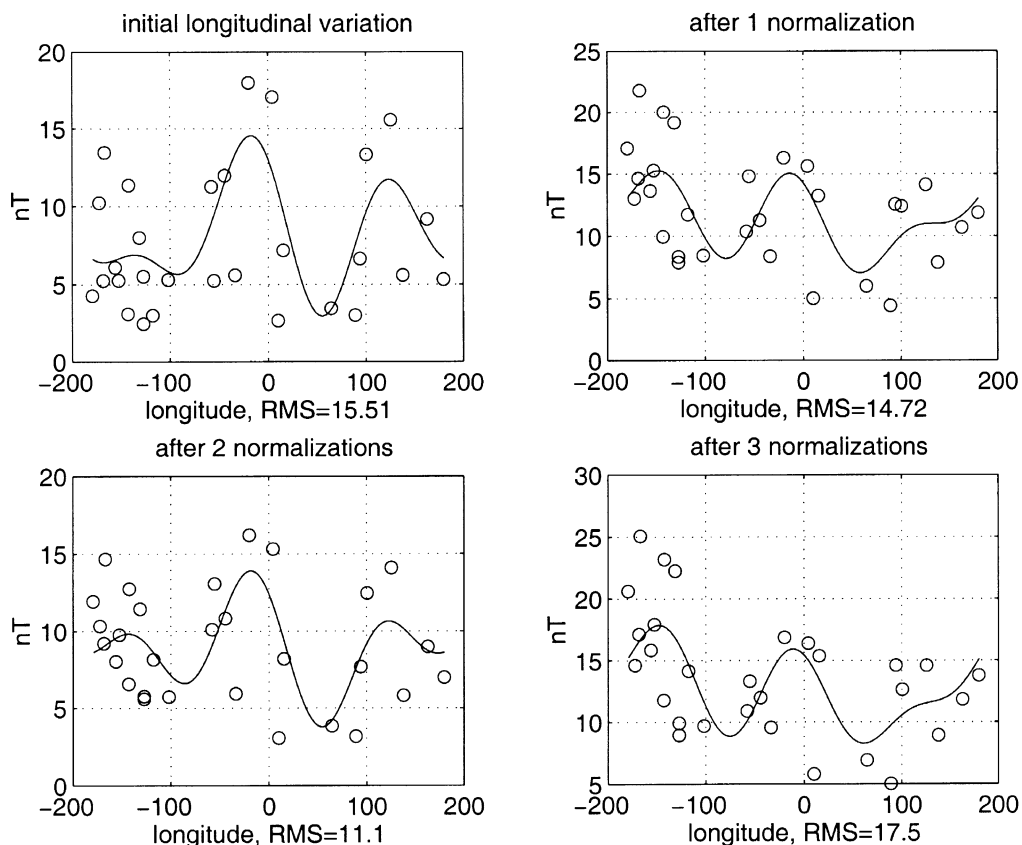 initial longitudinal variation
20
15
10
5
0
nT
−200 −100 0 100 200
longitude, RMS=15.51
after 1 normalization
25
20
15
10
5
0
nT
−200 −100 0 100 200
longitude, RMS=14.72
after 2 normalizations
20
15
10
5
0
nT
−200 −100 0 100 200
longitude, RMS=11.1
after 3 normalizations
30
25
20
15
10
5
nT
−200 −100 0 100 200
longitude, RMS=17.5